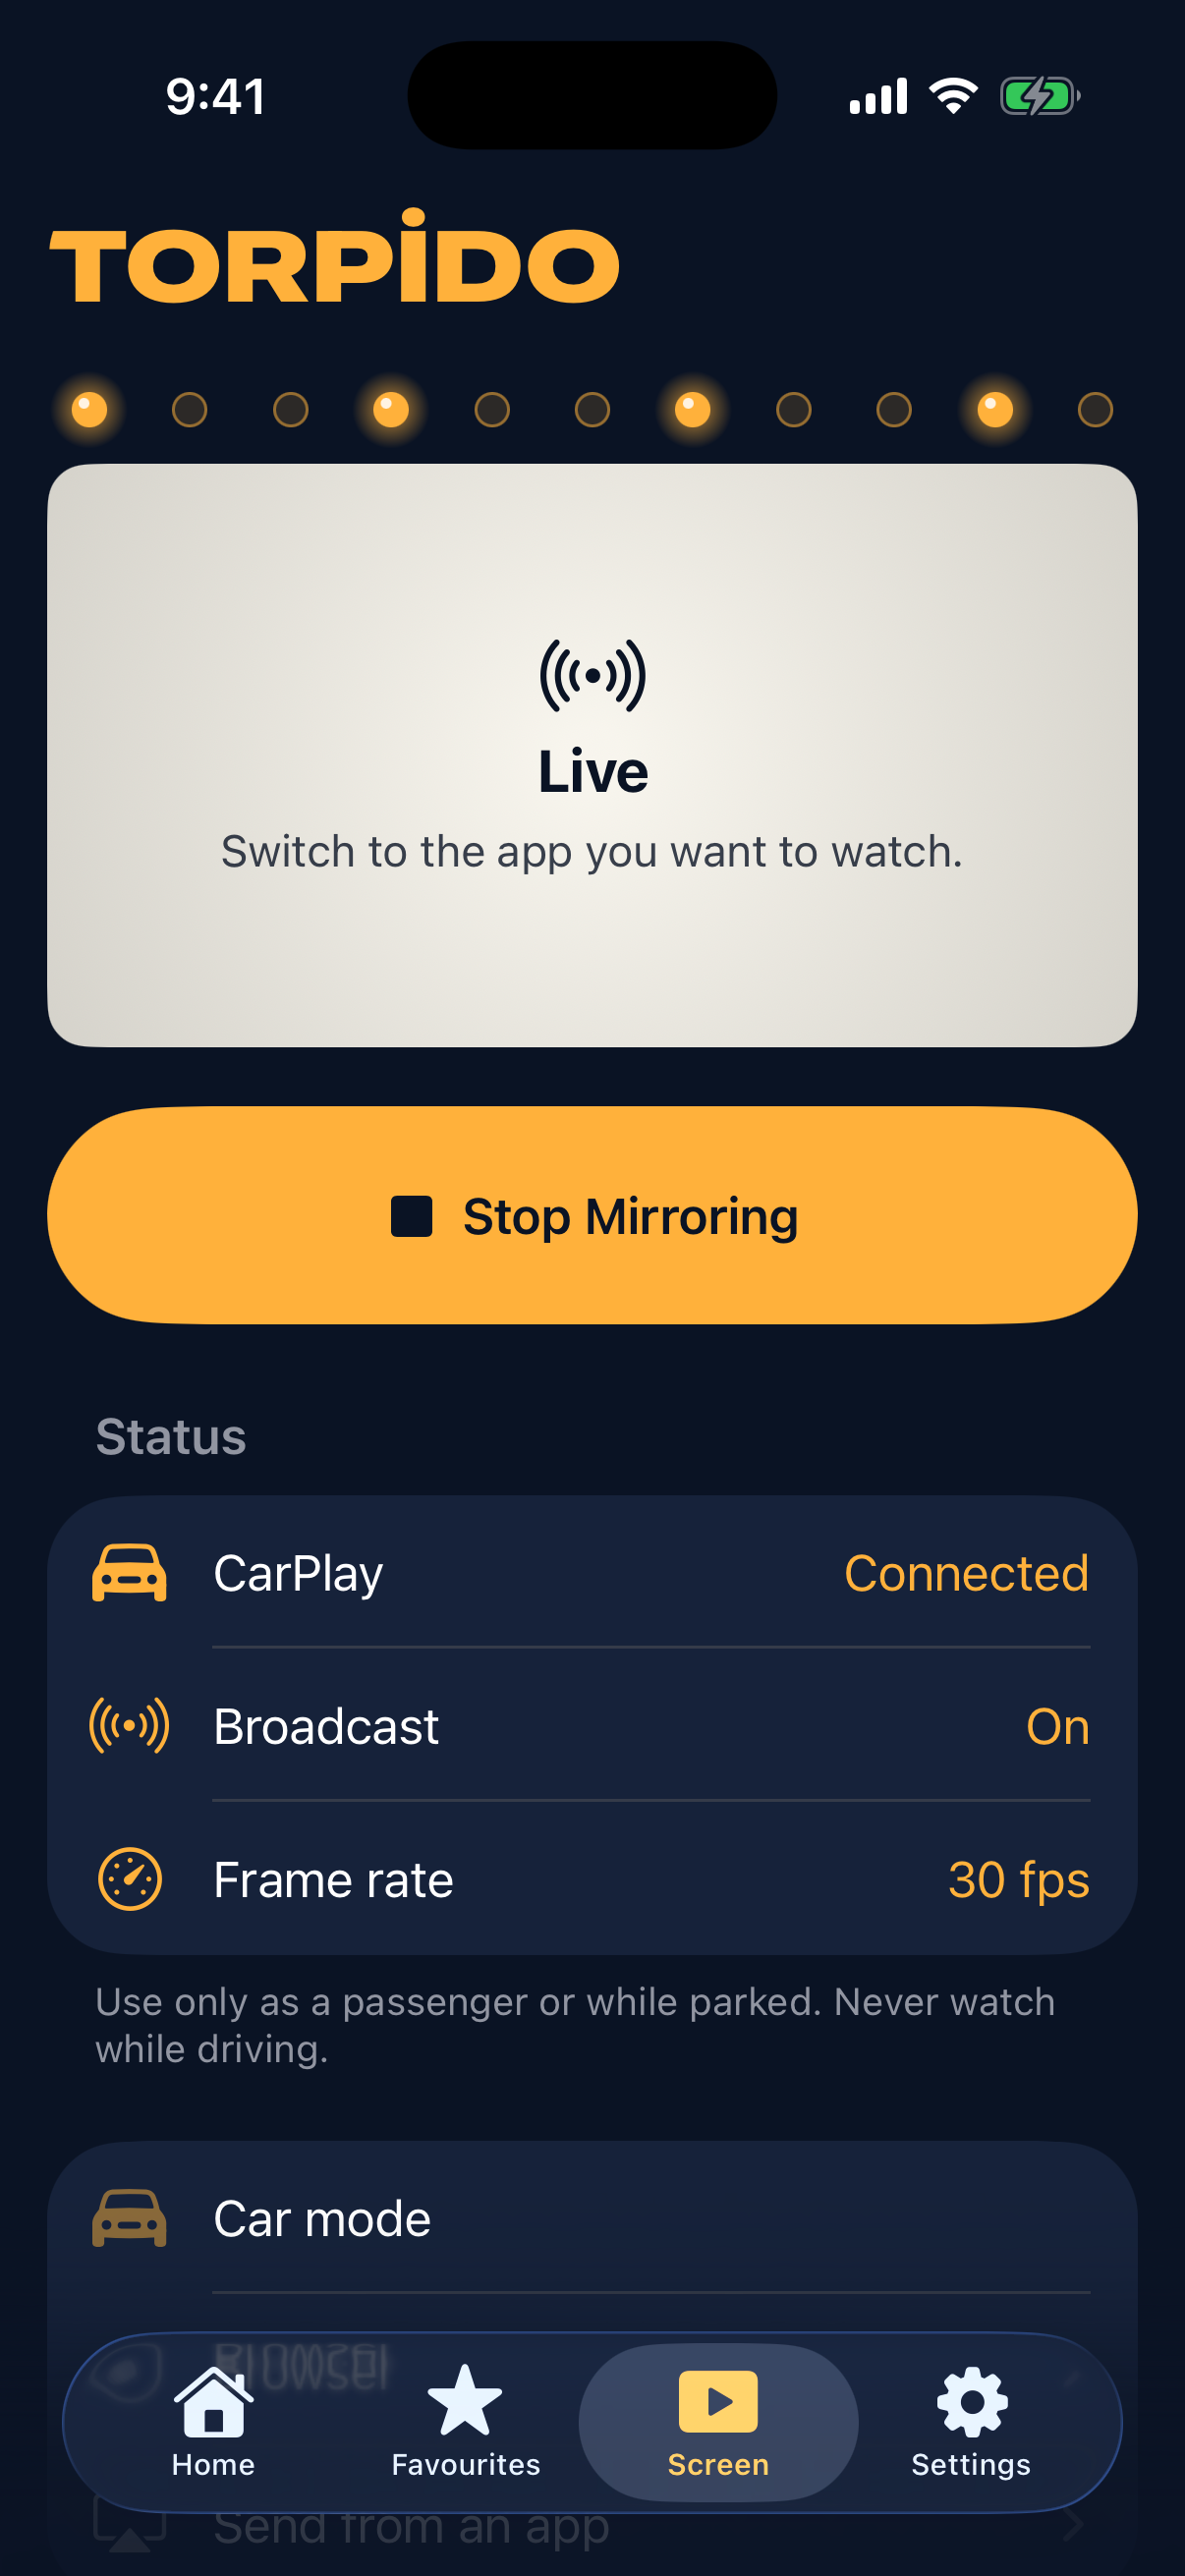 9:41
TORPİDO
Live
Switch to the app you want to watch.
Stop Mirroring
Status
CarPlay Connected
Broadcast On
Frame rate 30 fps
Use only as a passenger or while parked. Never watch
while driving.
Car mode
Browser
Home Favourites Screen Settings
Send from an app